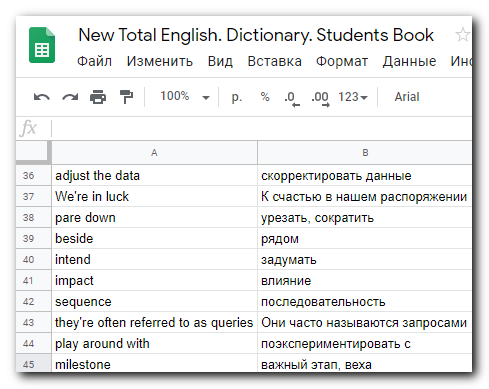 New Total English. Dictionary. Students Book
Файл Изменить Вид Вставка Формат Данные Инс
100% р. % .0 .00 123 Arial
fx
A B
36 adjust the data скорректировать данные
37 We're in luck К счастью в нашем распоряжении
38 pare down урезать, сократить
39 beside рядом
40 intend задумать
41 impact влияние
42 sequence последовательность
43 they're often referred to as queries Они часто называются запросами
44 play around with поэкспериментировать с
45 milestone важный этап, веха